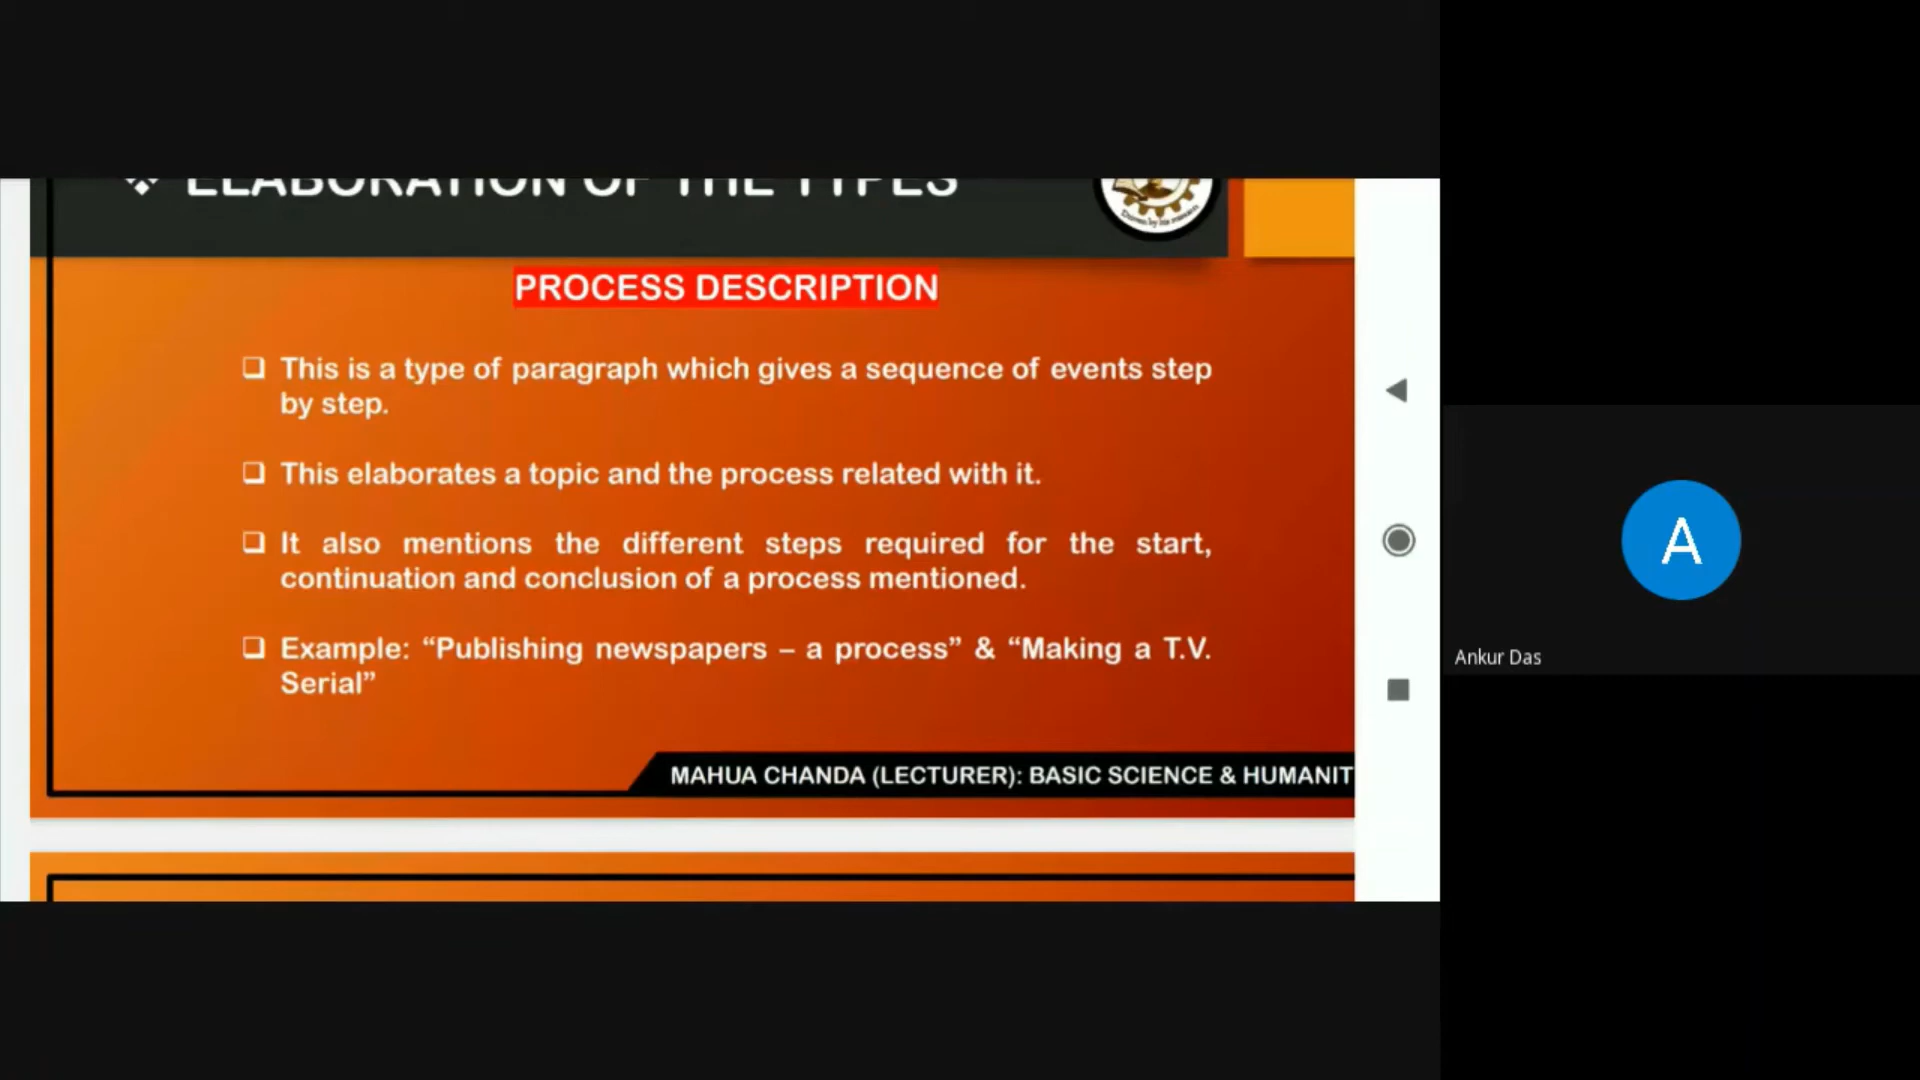 ELABORATION OF THE TYPES
PROCESS DESCRIPTION
This is a type of paragraph which gives a sequence of events step
by step.
This elaborates a topic and the process related with it.
It also mentions the different steps required for the start,
continuation and conclusion of a process mentioned.
Example: “Publishing newspapers – a process” & “Making a T.V.
Serial”
MAHUA CHANDA (LECTURER): BASIC SCIENCE & HUMANIT
A
Ankur Das